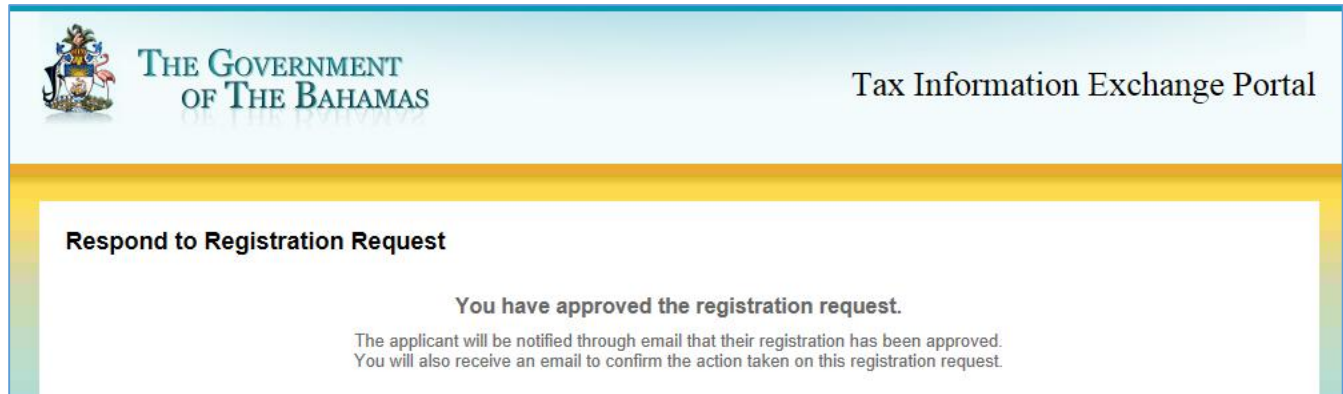 THE GOVERNMENT
OF THE BAHAMAS
Tax Information Exchange Portal
Respond to Registration Request
You have approved the registration request.
The applicant will be notified through email that their registration has been approved.
You will also receive an email to confirm the action taken on this registration request.